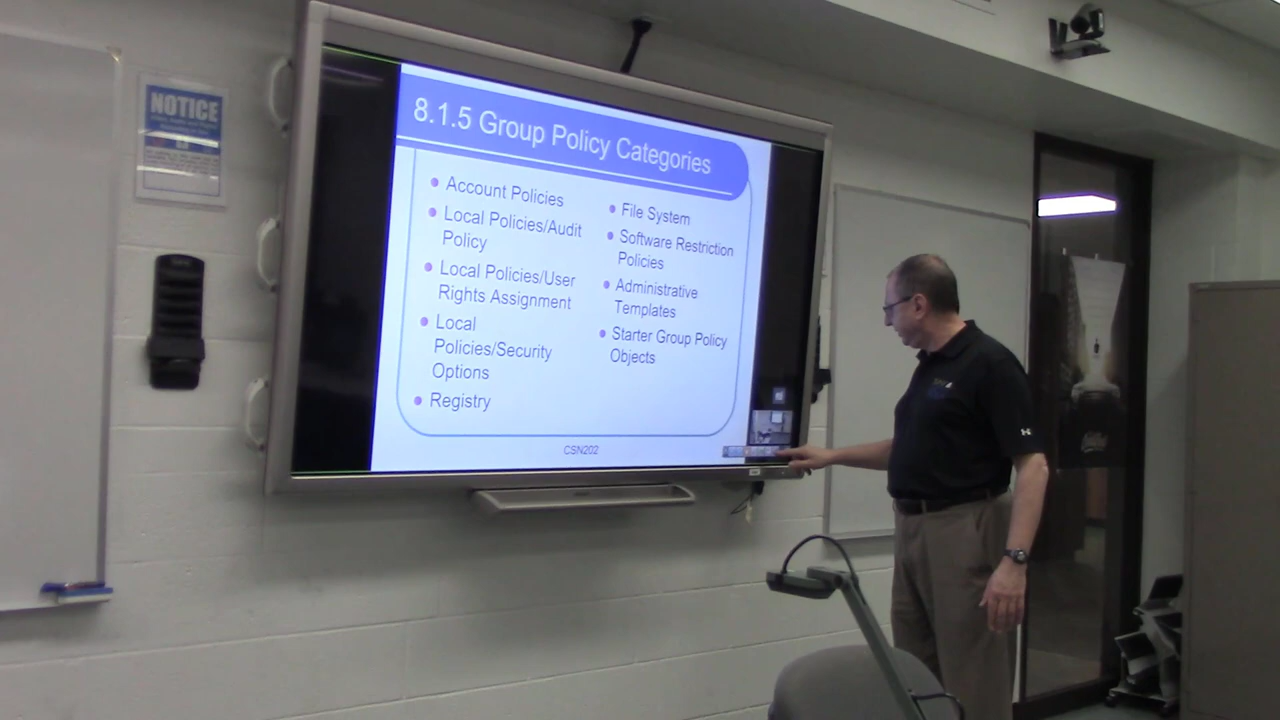 NOTICE
8.1.5 Group Policy Categories
Account Policies
Local Policies/Audit
Policy
Local Policies/User
Rights Assignment
Local
Policies/Security
Options
Registry
File System
Software Restriction
Policies
Administrative
Templates
Starter Group Policy
Objects
CSN202